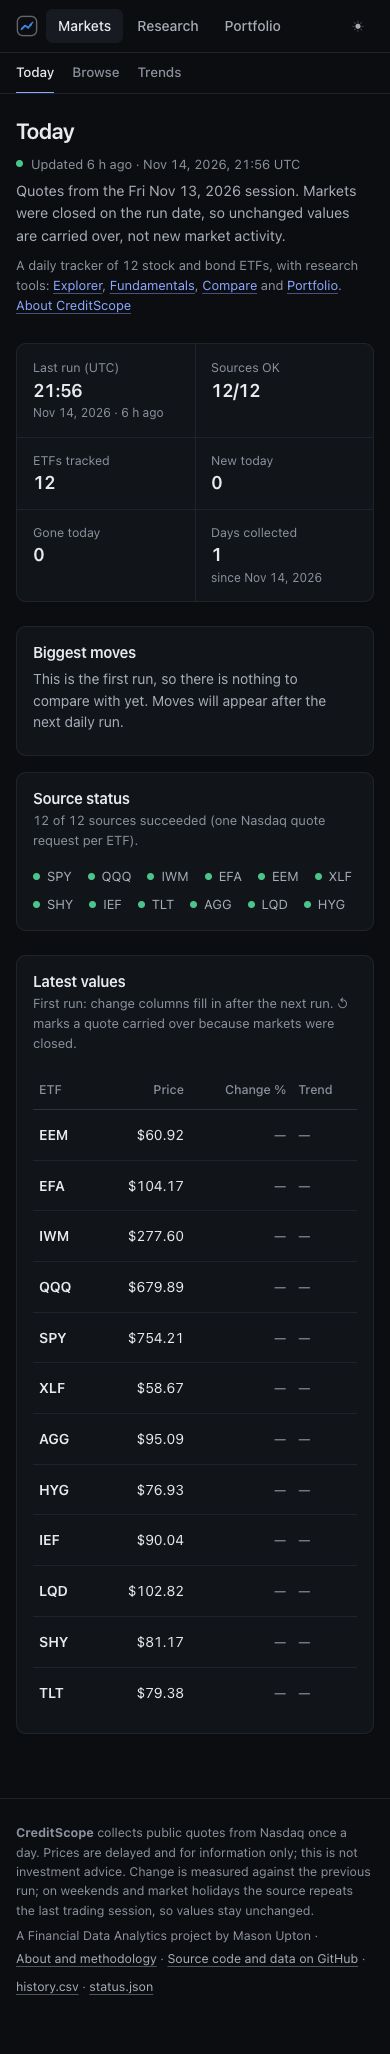 Markets Research Portfolio
Today Browse Trends
Today
Updated 6 h ago · Nov 14, 2026, 21:56 UTC
Quotes from the Fri Nov 13, 2026 session. Markets
were closed on the run date, so unchanged values
are carried over, not new market activity.
A daily tracker of 12 stock and bond ETFs, with research
tools: Explorer, Fundamentals, Compare and Portfolio.
About CreditScope
Last run (UTC)
21:56
Nov 14, 2026 · 6 h ago
Sources OK
12/12
ETFs tracked
12
New today
0
Gone today
0
Days collected
1
since Nov 14, 2026
Biggest moves
This is the first run, so there is nothing to
compare with yet. Moves will appear after the
next daily run.
Source status
12 of 12 sources succeeded (one Nasdaq quote
request per ETF).
SPY QQQ IWM EFA EEM XLF
SHY IEF TLT AGG LQD HYG
Latest values
First run: change columns fill in after the next run. ↺
marks a quote carried over because markets were
closed.
ETF Price Change % Trend
EEM $60.92 — —
EFA $104.17 — —
IWM $277.60 — —
QQQ $679.89 — —
SPY $754.21 — —
XLF $58.67 — —
AGG $95.09 — —
HYG $76.93 — —
IEF $90.04 — —
LQD $102.82 — —
SHY $81.17 — —
TLT $79.38 — —
CreditScope collects public quotes from Nasdaq once a
day. Prices are delayed and for information only; this is not
investment advice. Change is measured against the previous
run; on weekends and market holidays the source repeats
the last trading session, so values stay unchanged.
A Financial Data Analytics project by Mason Upton ·
About and methodology · Source code and data on GitHub ·
history.csv · status.json